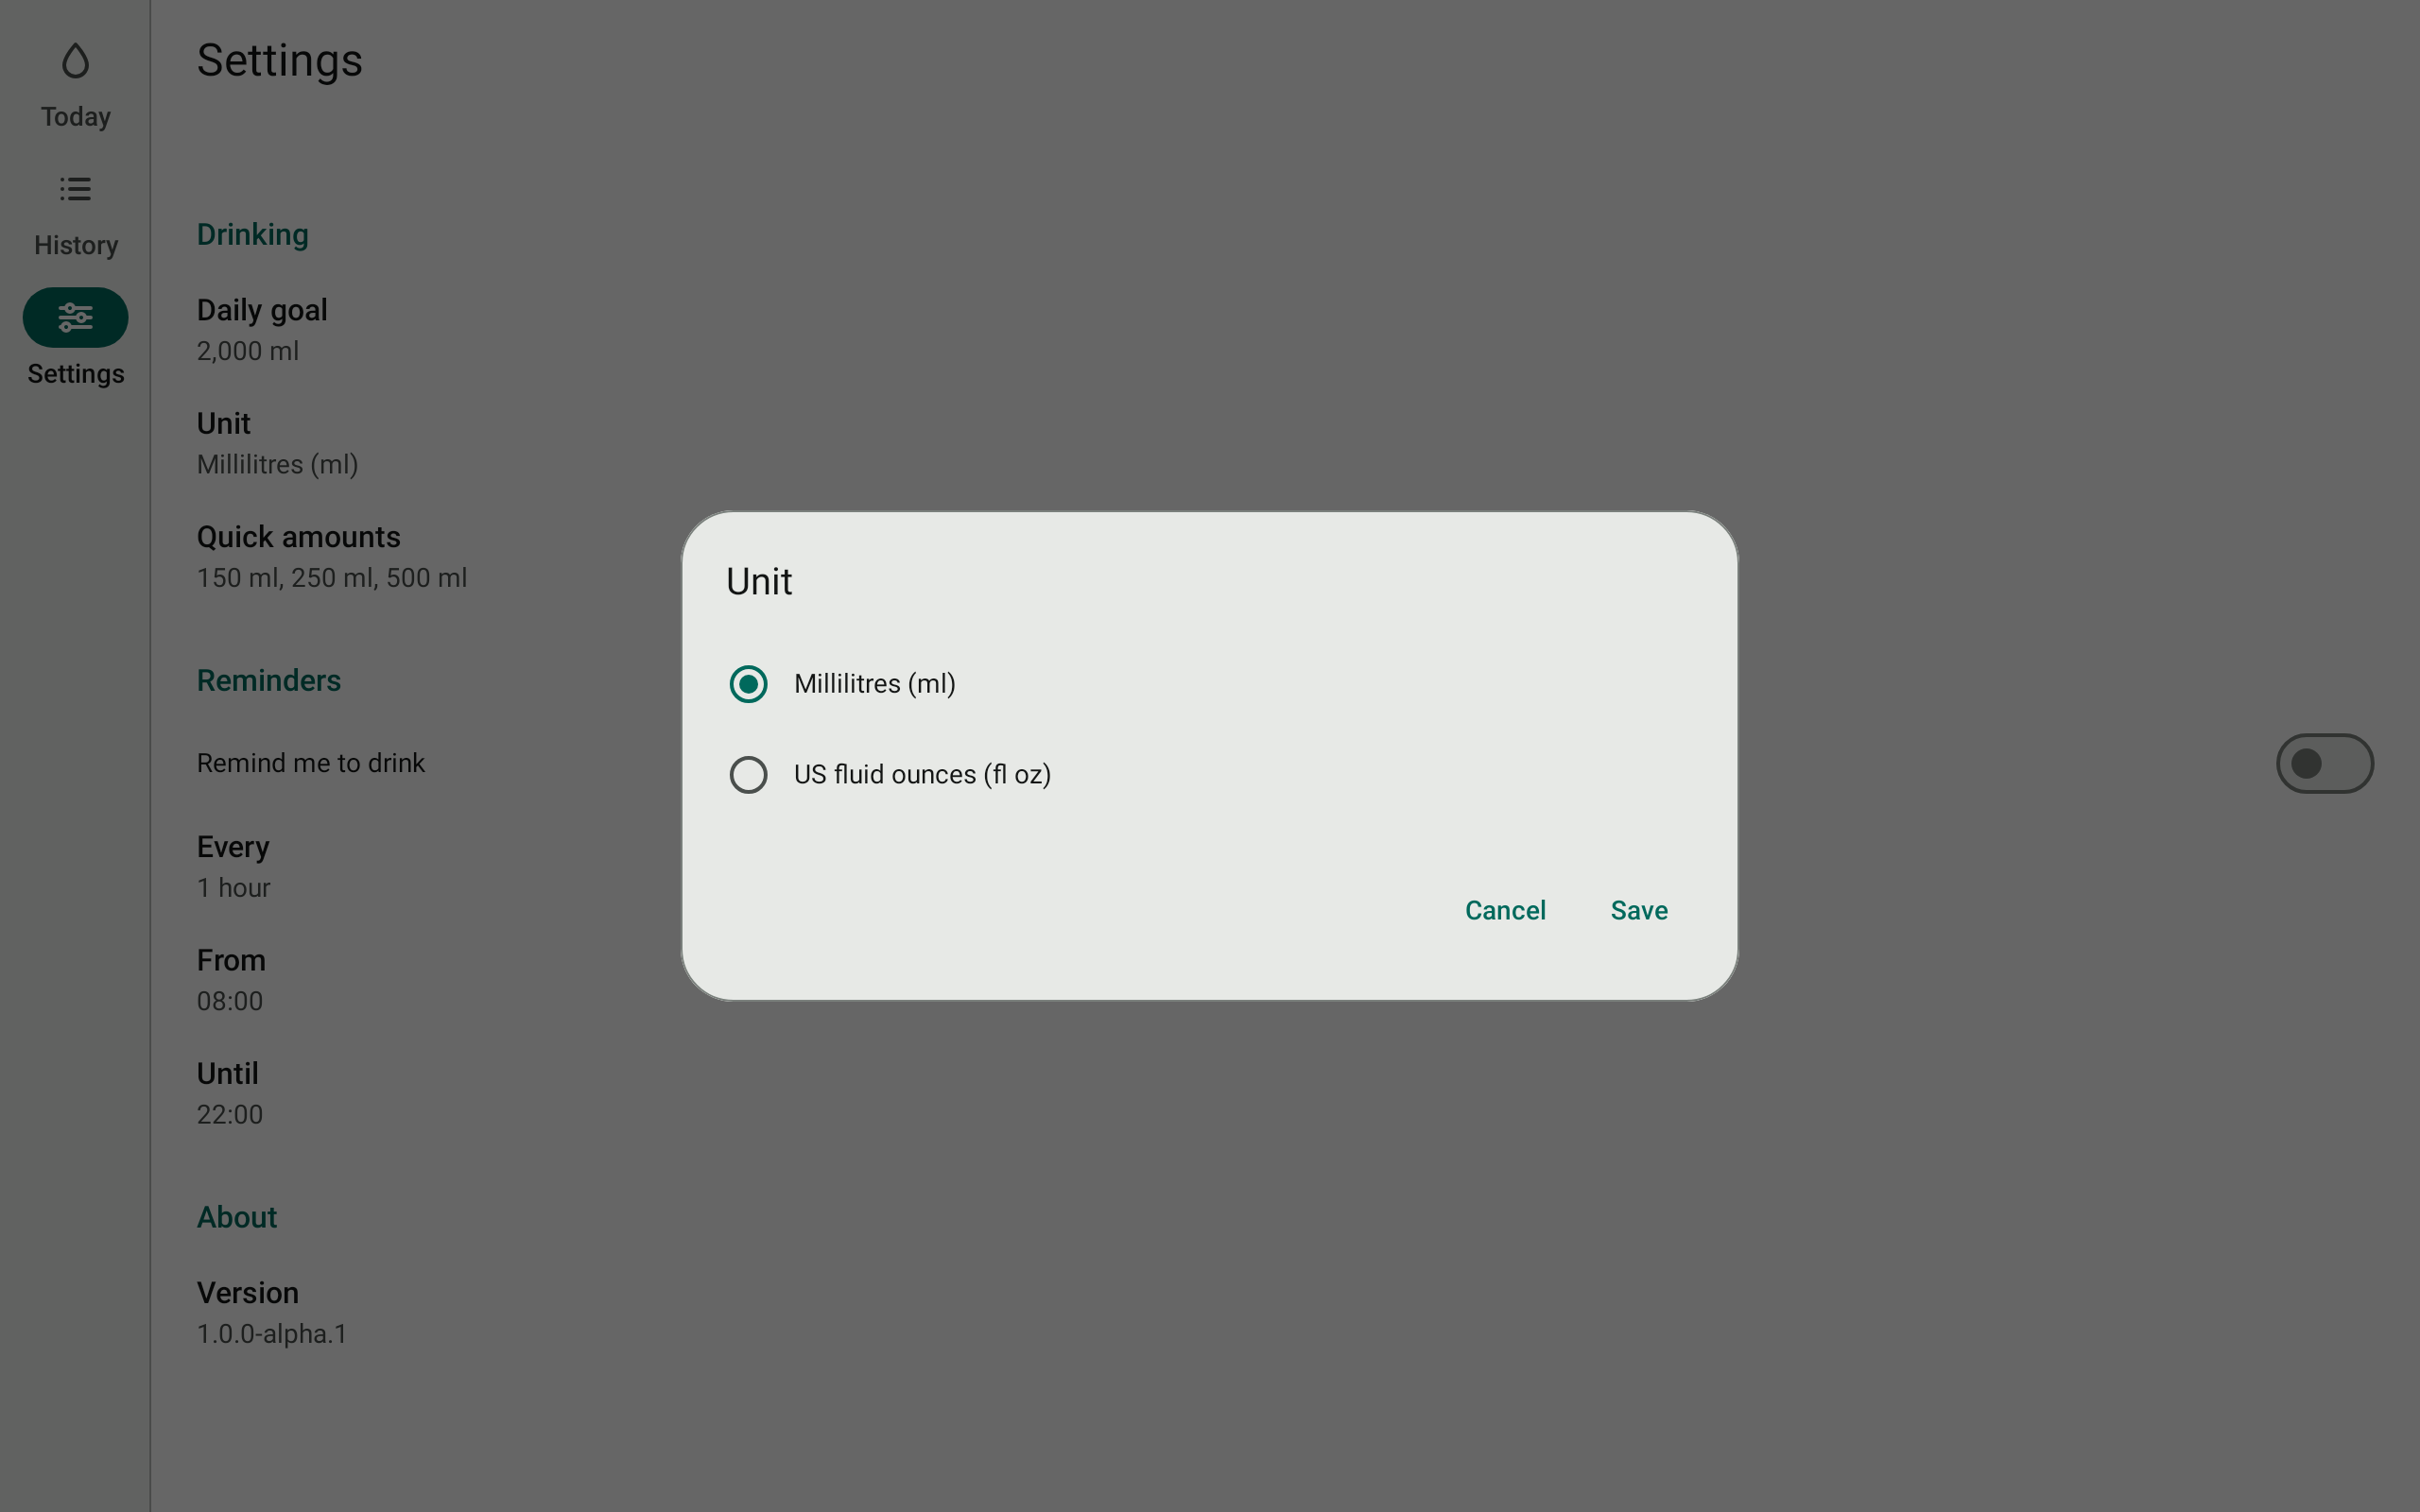 Today
History
Settings
Settings
Drinking
Daily goal
2,000 ml
Unit
Millilitres (ml)
Quick amounts
150 ml, 250 ml, 500 ml
Reminders
Remind me to drink
Every
1 hour
From
08:00
Until
22:00
About
Version
1.0.0-alpha.1
Unit
Millilitres (ml)
US fluid ounces (fl oz)
Cancel
Save